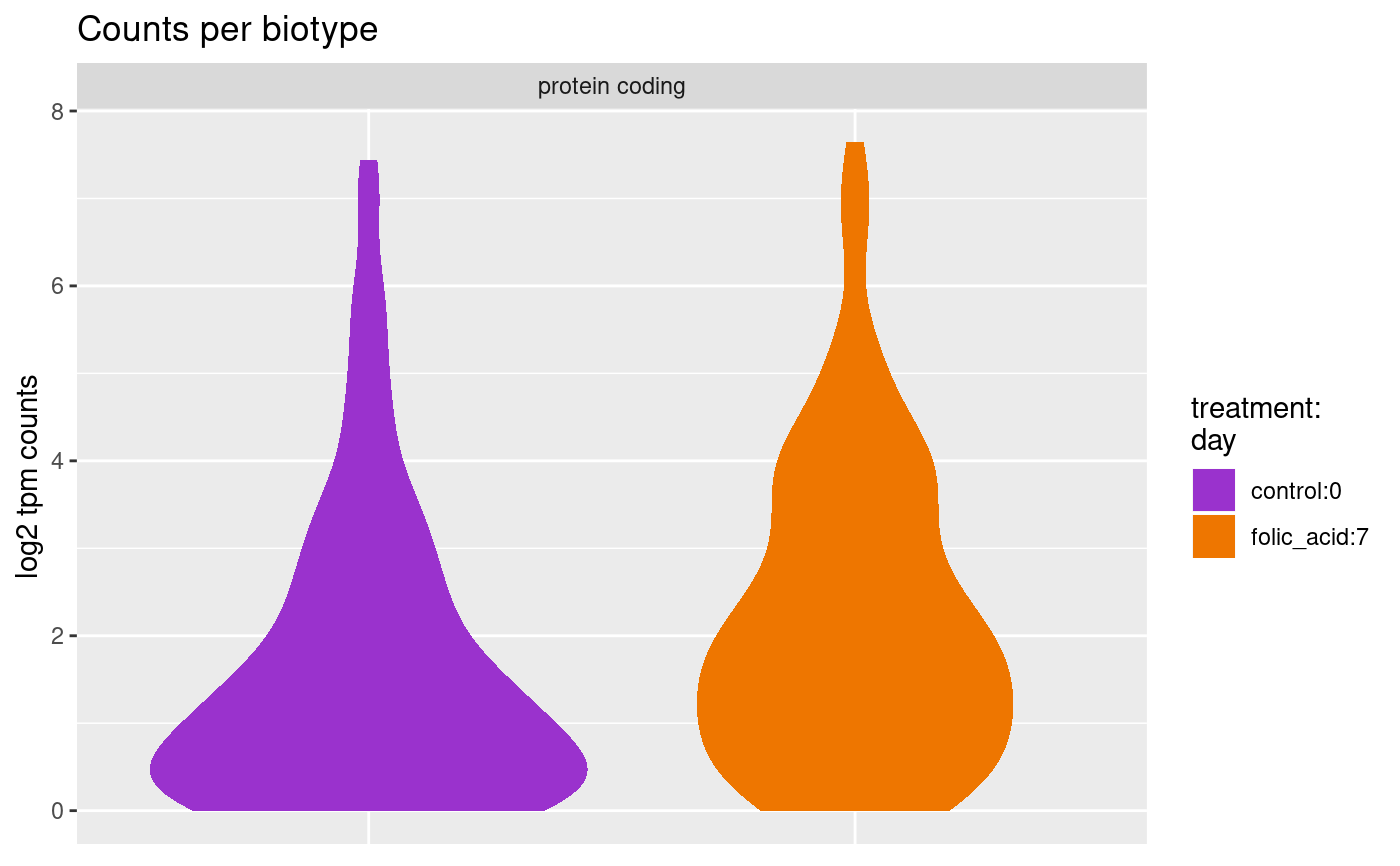 Counts per biotype
protein coding
8
6
4
2
0
log2 tpm counts
treatment:
day
control:0
folic_acid:7